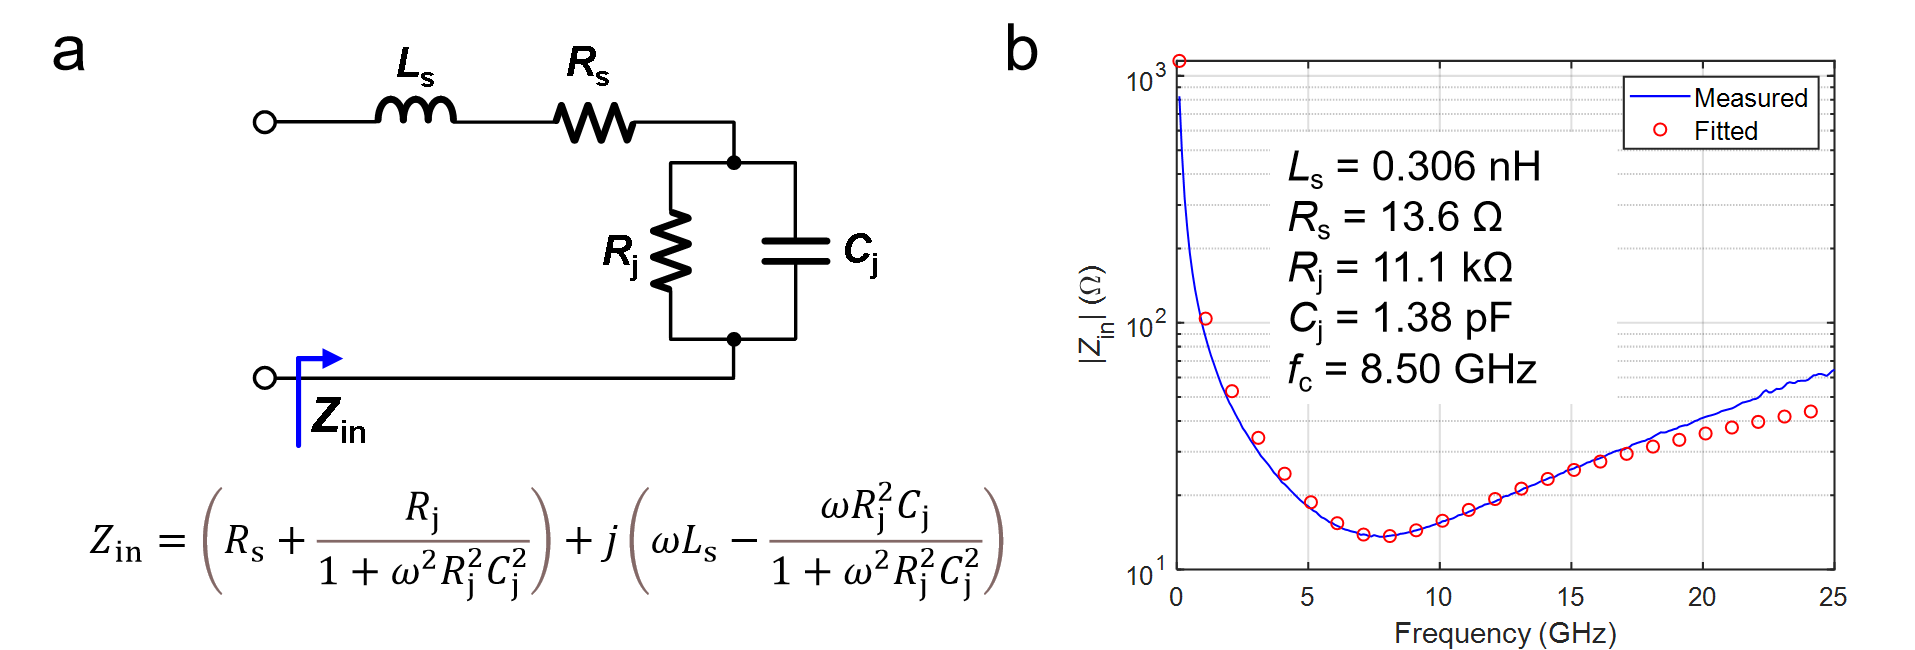 a
Ls
Rs
Rj
Cj
Zin
Zin = (Rs + Rj / (1 + ω²Rj²Cj²)) + j(ωLs − ωRj²Cj / (1 + ω²Rj²Cj²))
b
10³
10²
10¹
|Zin| (Ω)
Measured
Fitted
Ls = 0.306 nH
Rs = 13.6 Ω
Rj = 11.1 kΩ
Cj = 1.38 pF
fc = 8.50 GHz
0 5 10 15 20 25
Frequency (GHz)